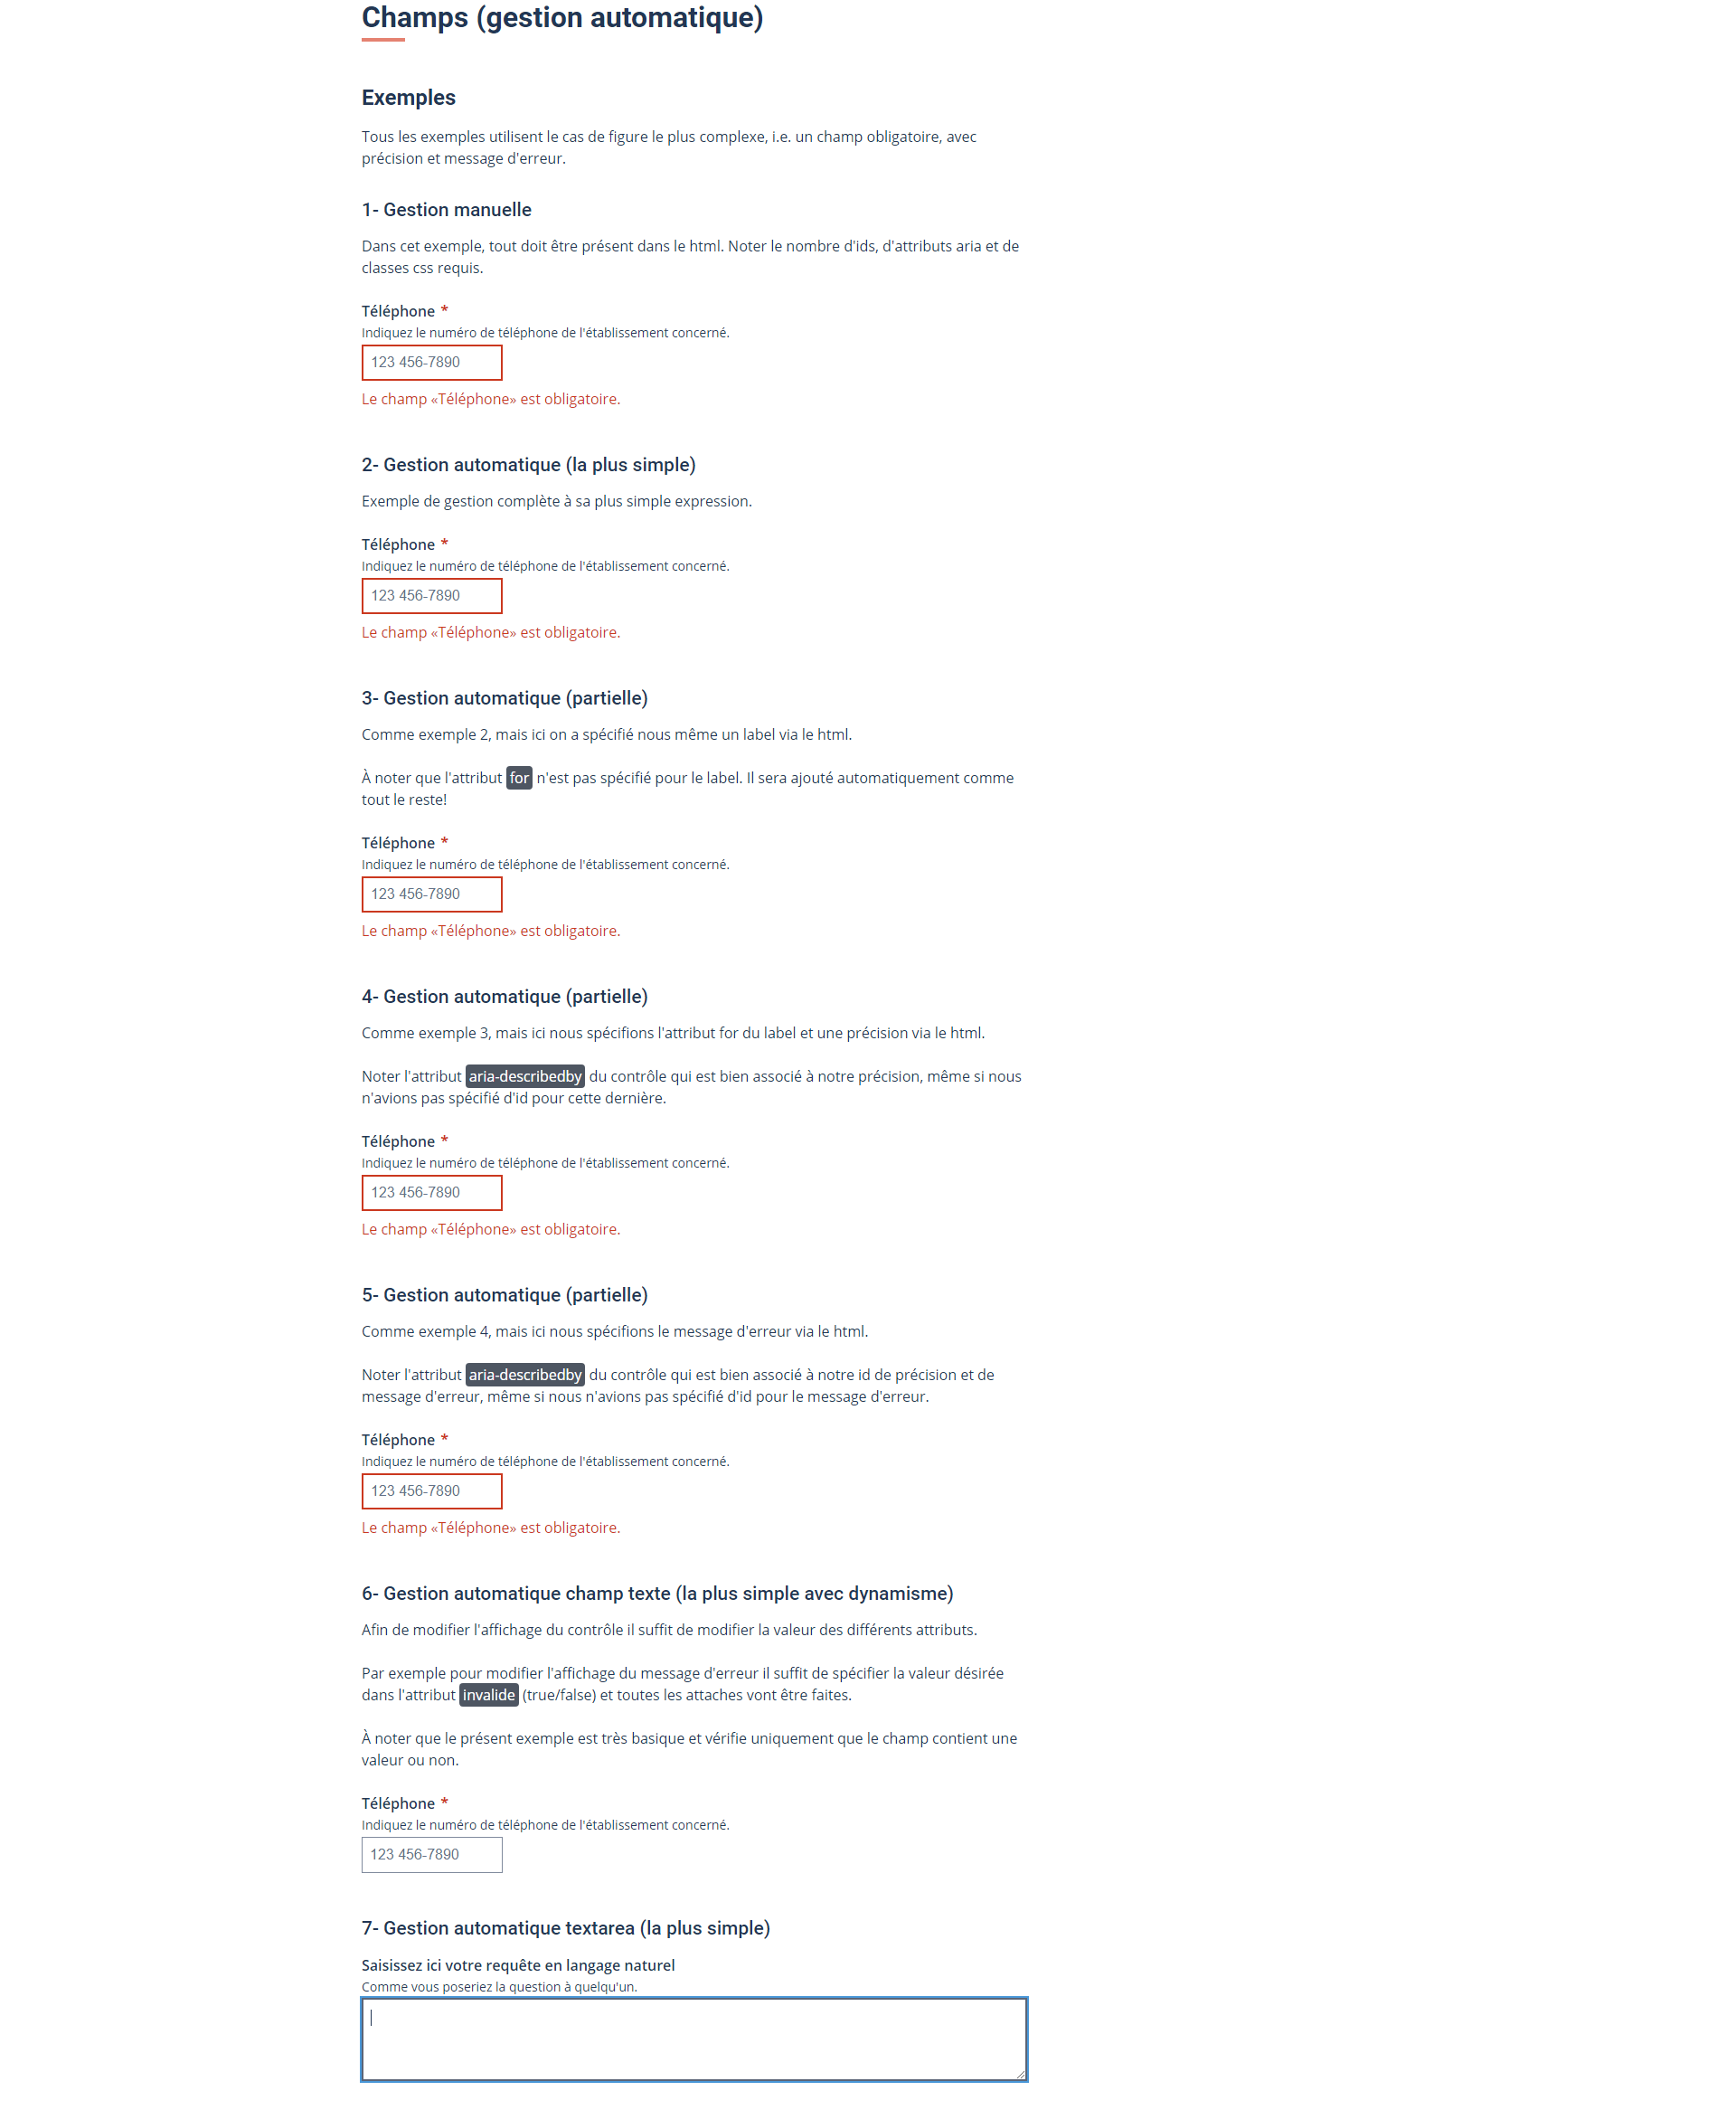 Champs (gestion automatique)
Exemples
Tous les exemples utilisent le cas de figure le plus complexe, i.e. un champ obligatoire, avec
précision et message d'erreur.
1- Gestion manuelle
Dans cet exemple, tout doit être présent dans le html. Noter le nombre d'ids, d'attributs aria et de
classes css requis.
Téléphone *
Indiquez le numéro de téléphone de l'établissement concerné.
123 456-7890
Le champ «Téléphone» est obligatoire.
2- Gestion automatique (la plus simple)
Exemple de gestion complète à sa plus simple expression.
Téléphone *
Indiquez le numéro de téléphone de l'établissement concerné.
123 456-7890
Le champ «Téléphone» est obligatoire.
3- Gestion automatique (partielle)
Comme exemple 2, mais ici on a spécifié nous même un label via le html.
À noter que l'attribut for n'est pas spécifié pour le label. Il sera ajouté automatiquement comme
tout le reste!
Téléphone *
Indiquez le numéro de téléphone de l'établissement concerné.
123 456-7890
Le champ «Téléphone» est obligatoire.
4- Gestion automatique (partielle)
Comme exemple 3, mais ici nous spécifions l'attribut for du label et une précision via le html.
Noter l'attribut aria-describedby du contrôle qui est bien associé à notre précision, même si nous
n'avions pas spécifié d'id pour cette dernière.
Téléphone *
Indiquez le numéro de téléphone de l'établissement concerné.
123 456-7890
Le champ «Téléphone» est obligatoire.
5- Gestion automatique (partielle)
Comme exemple 4, mais ici nous spécifions le message d'erreur via le html.
Noter l'attribut aria-describedby du contrôle qui est bien associé à notre id de précision et de
message d'erreur, même si nous n'avions pas spécifié d'id pour le message d'erreur.
Téléphone *
Indiquez le numéro de téléphone de l'établissement concerné.
123 456-7890
Le champ «Téléphone» est obligatoire.
6- Gestion automatique champ texte (la plus simple avec dynamisme)
Afin de modifier l'affichage du contrôle il suffit de modifier la valeur des différents attributs.
Par exemple pour modifier l'affichage du message d'erreur il suffit de spécifier la valeur désirée
dans l'attribut invalide (true/false) et toutes les attaches vont être faites.
À noter que le présent exemple est très basique et vérifie uniquement que le champ contient une
valeur ou non.
Téléphone *
Indiquez le numéro de téléphone de l'établissement concerné.
123 456-7890
7- Gestion automatique textarea (la plus simple)
Saisissez ici votre requête en langage naturel
Comme vous poseriez la question à quelqu'un.